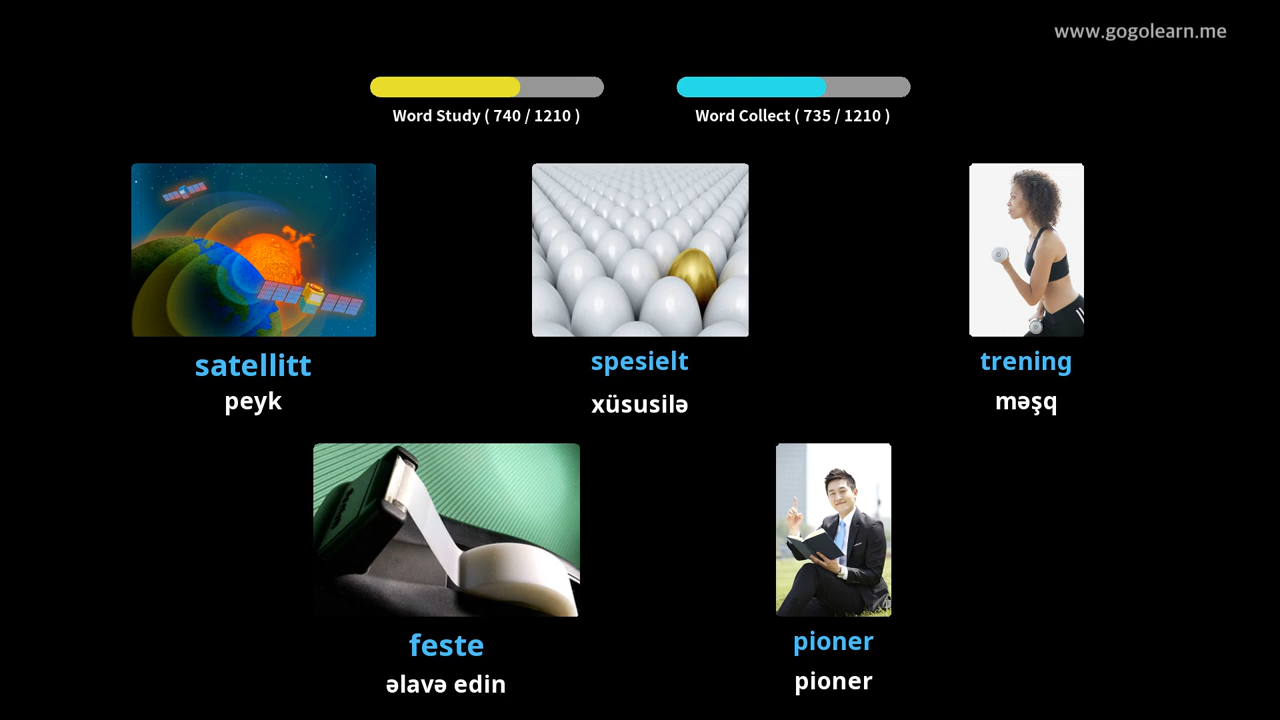 www.gogolearn.me
Word Study ( 740 / 1210 )
Word Collect ( 735 / 1210 )
satellitt
peyk
spesielt
xüsusilə
trening
məşq
feste
əlavə edin
pioner
pioner